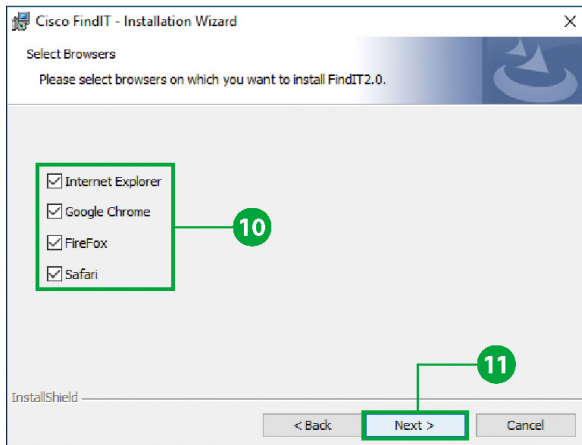 Cisco FindIT - Installation Wizard
Select Browsers
Please select browsers on which you want to install FindIT2.0.
Internet Explorer
Google Chrome
10
FireFox
Safari
11
InstallShield
< Back Next > Cancel